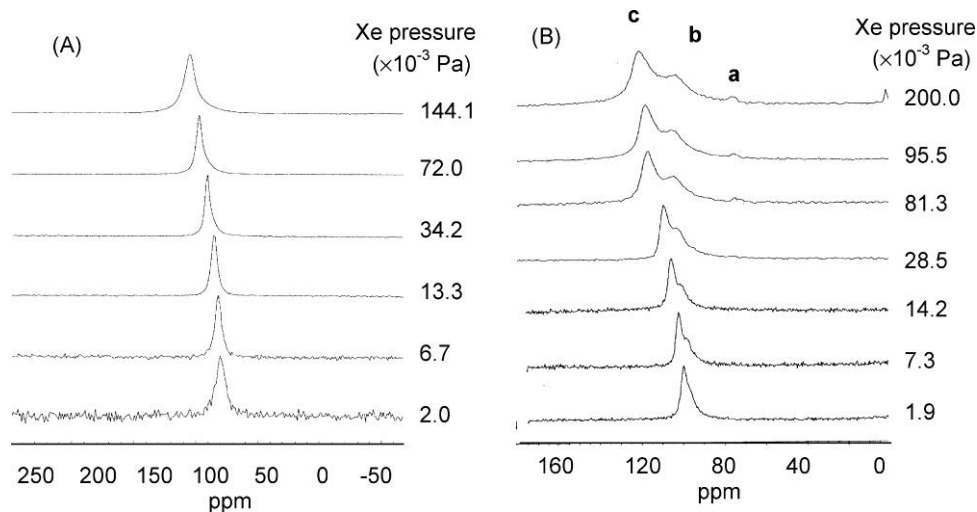 (A)
Xe pressure
(×10⁻³ Pa)
144.1
72.0
34.2
13.3
6.7
2.0
250 200 150 100 50 0 -50
ppm
(B)
c
b
a
Xe pressure
(×10⁻³ Pa)
200.0
95.5
81.3
28.5
14.2
7.3
1.9
160 120 80 40 0
ppm